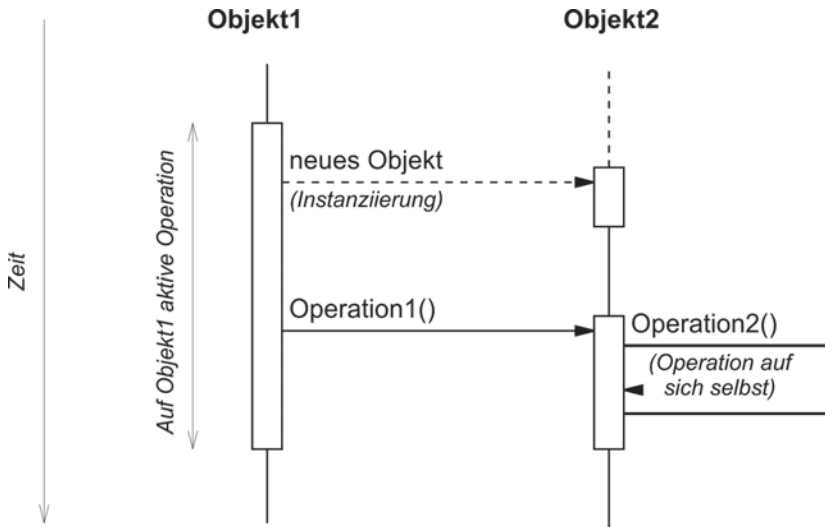 Objekt1
Objekt2
neues Objekt
(Instanziierung)
Auf Objekt1 aktive Operation
Zeit
Operation1()
Operation2()
(Operation auf
sich selbst)